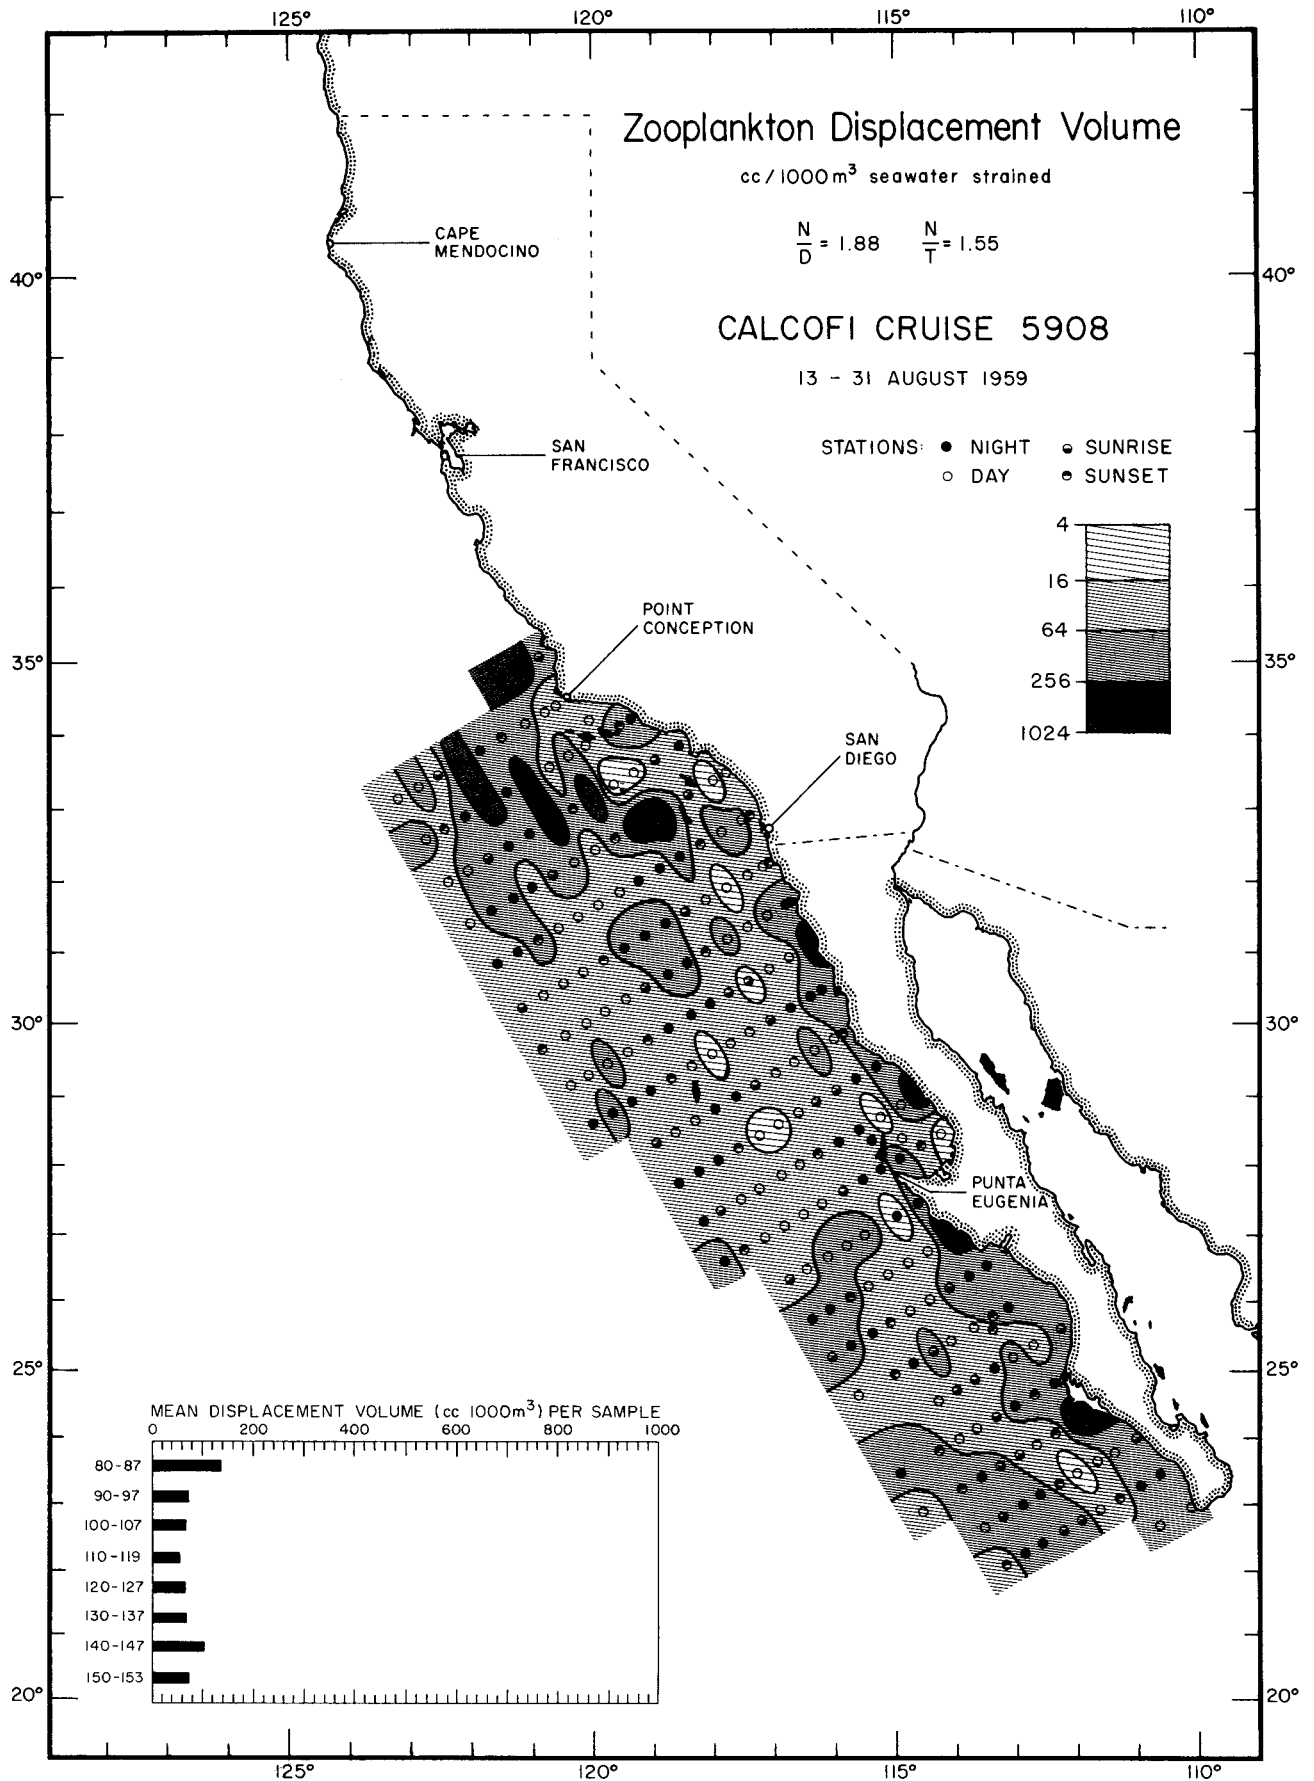 125° 120° 115° 110°
Zooplankton Displacement Volume
cc/1000m³ seawater strained
N/D = 1.88 N/T = 1.55
CALCOFI CRUISE 5908
13 - 31 AUGUST 1959
STATIONS: ● NIGHT SUNRISE
○ DAY SUNSET
4
16
64
256
1024
CAPE
MENDOCINO
40° 40°
SAN
FRANCISCO
POINT
CONCEPTION
35° 35°
SAN
DIEGO
30° 30°
PUNTA
EUGENIA
25° 25°
MEAN DISPLACEMENT VOLUME (cc 1000m³) PER SAMPLE
0 200 400 600 800 1000
80-87
90-97
100-107
110-119
120-127
130-137
140-147
150-153
20° 20°
125° 120° 115° 110°